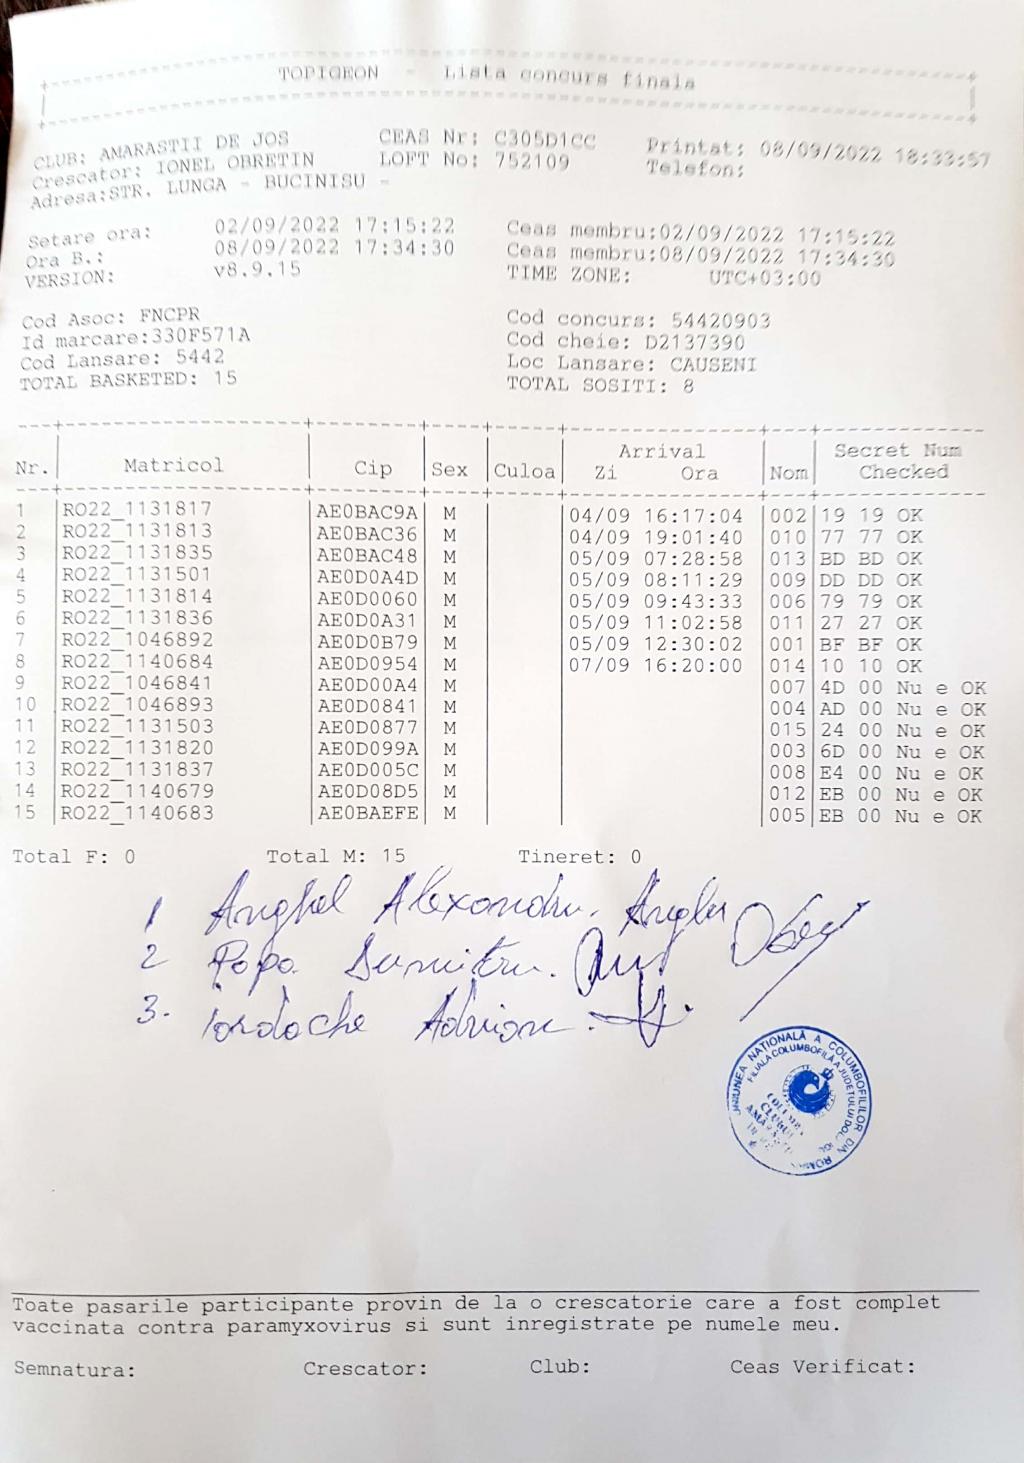 TOPIGEON - Lista concurs finala
CLUB: AMARASTII DE JOS CEAS Nr: C305D1CC Printat: 08/09/2022 18:33:57
Crescator: IONEL OBRETIN LOFT No: 752109 Telefon:
Adresa:STR. LUNGA - BUCINISU -
Setare ora: 02/09/2022 17:15:22 Ceas membru:02/09/2022 17:15:22
Ora B.: 08/09/2022 17:34:30 Ceas membru:08/09/2022 17:34:30
VERSION: v8.9.15 TIME ZONE: UTC+03:00
Cod Asoc: FNCPR Cod concurs: 54420903
Id marcare:330F571A Cod cheie: D2137390
Cod Lansare: 5442 Loc Lansare: CAUSENI
TOTAL BASKETED: 15 TOTAL SOSITI: 8
Arrival Secret Num
Nr. Matricol Cip Sex Culoa Zi Ora Nom Checked
1 RO22_1131817 AE0BAC9A M 04/09 16:17:04 002 19 19 OK
2 RO22_1131813 AE0BAC36 M 04/09 19:01:40 010 77 77 OK
3 RO22_1131835 AE0BAC48 M 05/09 07:28:58 013 BD BD OK
4 RO22_1131501 AE0D0A4D M 05/09 08:11:29 009 DD DD OK
5 RO22_1131814 AE0D0060 M 05/09 09:43:33 006 79 79 OK
6 RO22_1131836 AE0D0A31 M 05/09 11:02:58 011 27 27 OK
7 RO22_1046892 AE0D0B79 M 05/09 12:30:02 001 BF BF OK
8 RO22_1140684 AE0D0954 M 07/09 16:20:00 014 10 10 OK
9 RO22_1046841 AE0D00A4 M 007 4D 00 Nu e OK
10 RO22_1046893 AE0D0841 M 004 AD 00 Nu e OK
11 RO22_1131503 AE0D0877 M 015 24 00 Nu e OK
12 RO22_1131820 AE0D099A M 003 6D 00 Nu e OK
13 RO22_1131837 AE0D005C M 008 E4 00 Nu e OK
14 RO22_1140679 AE0D08D5 M 012 EB 00 Nu e OK
15 RO22_1140683 AE0BAEFE M 005 EB 00 Nu e OK
Total F: 0 Total M: 15 Tineret: 0
1 Anghel Alexandru.
2 Popa Dumitru.
3. Iordache Adrian.
UNIUNEA NATIONALĂ A COLUMBOFILILOR DIN ROMANIA
FILIALA COLUMBOFILĂ A JUDETULUI DOLJ
Toate pasarile participante provin de la o crescatorie care a fost complet
vaccinata contra paramyxovirus si sunt inregistrate pe numele meu.
Semnatura: Crescator: Club: Ceas Verificat: